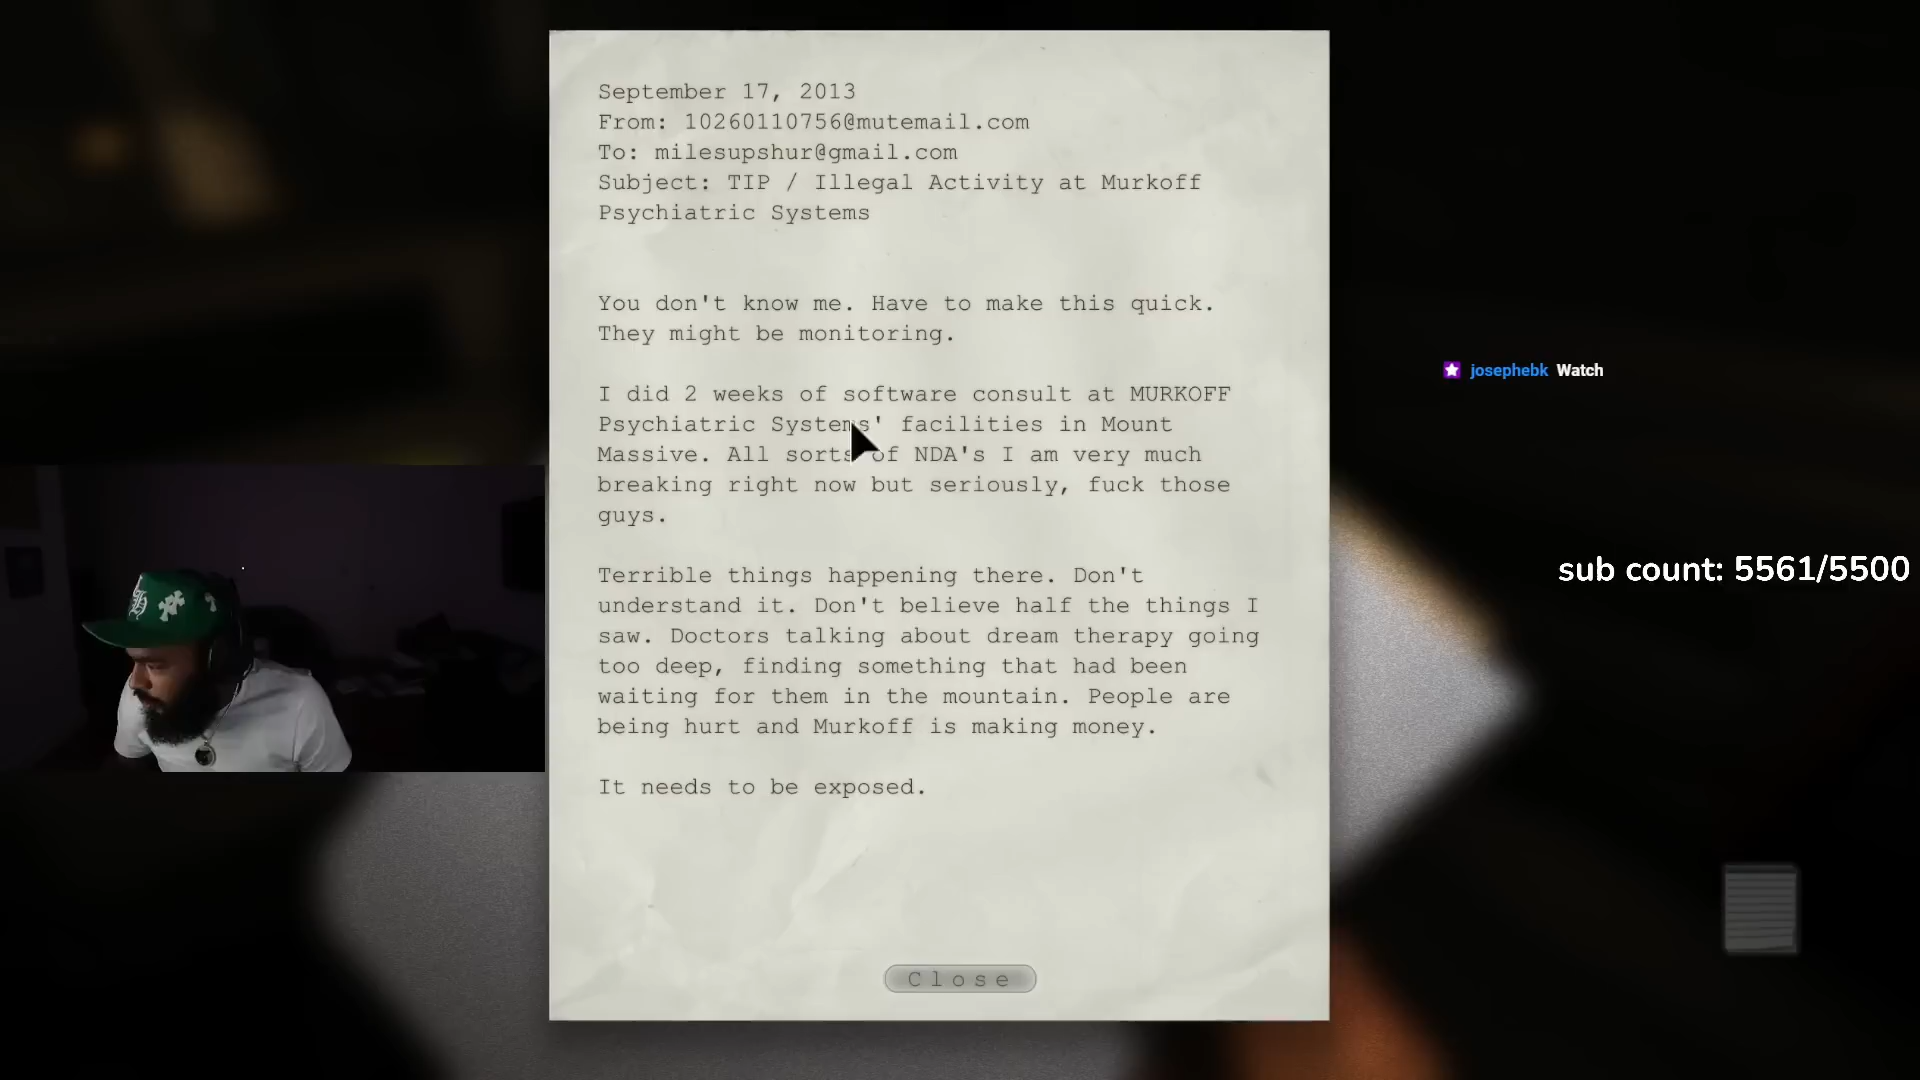 September 17, 2013
From: 10260110756@mutemail.com
To: milesupshur@gmail.com
Subject: TIP / Illegal Activity at Murkoff
Psychiatric Systems
You don't know me. Have to make this quick.
They might be monitoring.
I did 2 weeks of software consult at MURKOFF
Psychiatric Systems' facilities in Mount
Massive. All sorts of NDA's I am very much
breaking right now but seriously, fuck those
guys.
Terrible things happening there. Don't
understand it. Don't believe half the things I
saw. Doctors talking about dream therapy going
too deep, finding something that had been
waiting for them in the mountain. People are
being hurt and Murkoff is making money.
It needs to be exposed.
Close
josephebk Watch
sub count: 5561/5500